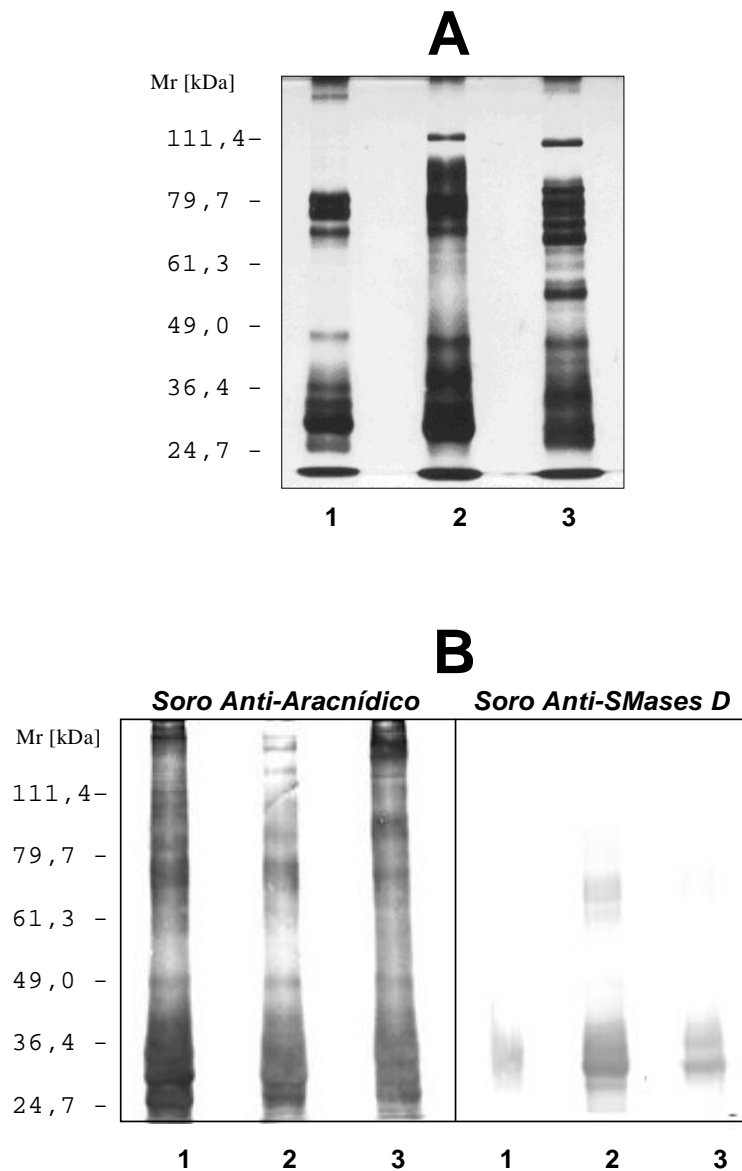 A
Mr [kDa]
111,4-
79,7 -
61,3 -
49,0 -
36,4 -
24,7 -
1 2 3
B
Soro Anti-Aracnídico Soro Anti-SMases D
Mr [kDa]
111,4-
79,7 -
61,3 -
49,0 -
36,4 -
24,7 -
1 2 3 1 2 3